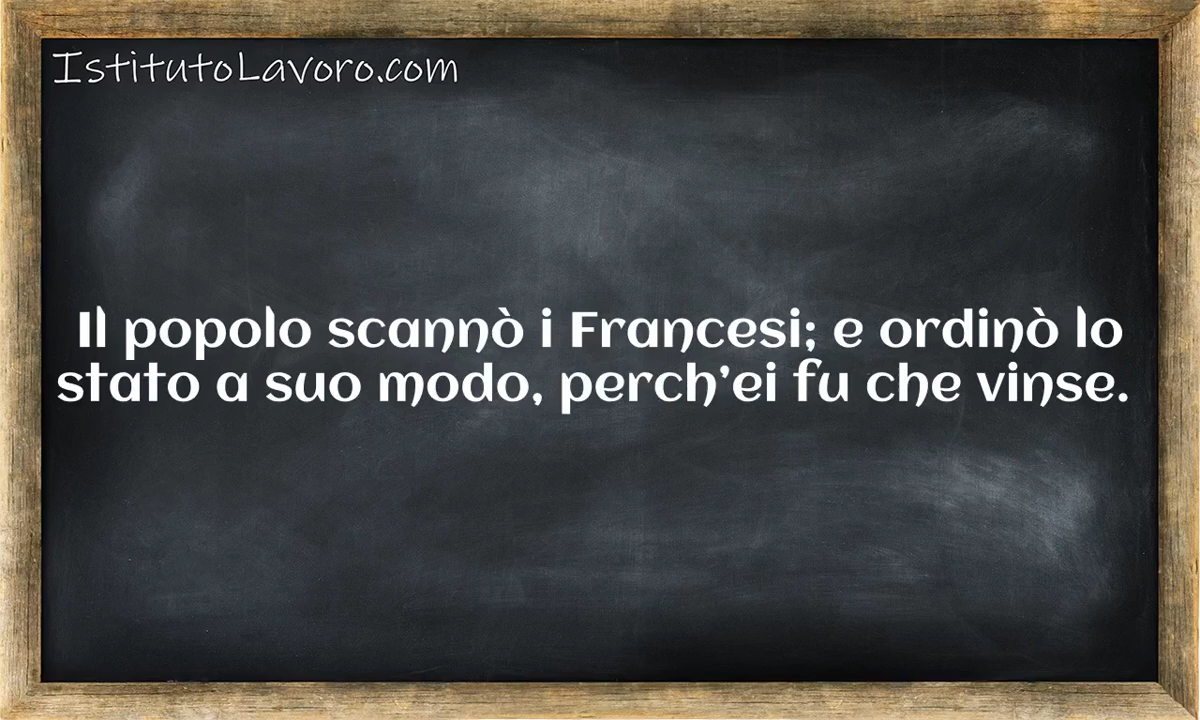 IstitutoLavoro.com
Il popolo scannò i Francesi; e ordinò lo
stato a suo modo, perch'ei fu che vinse.